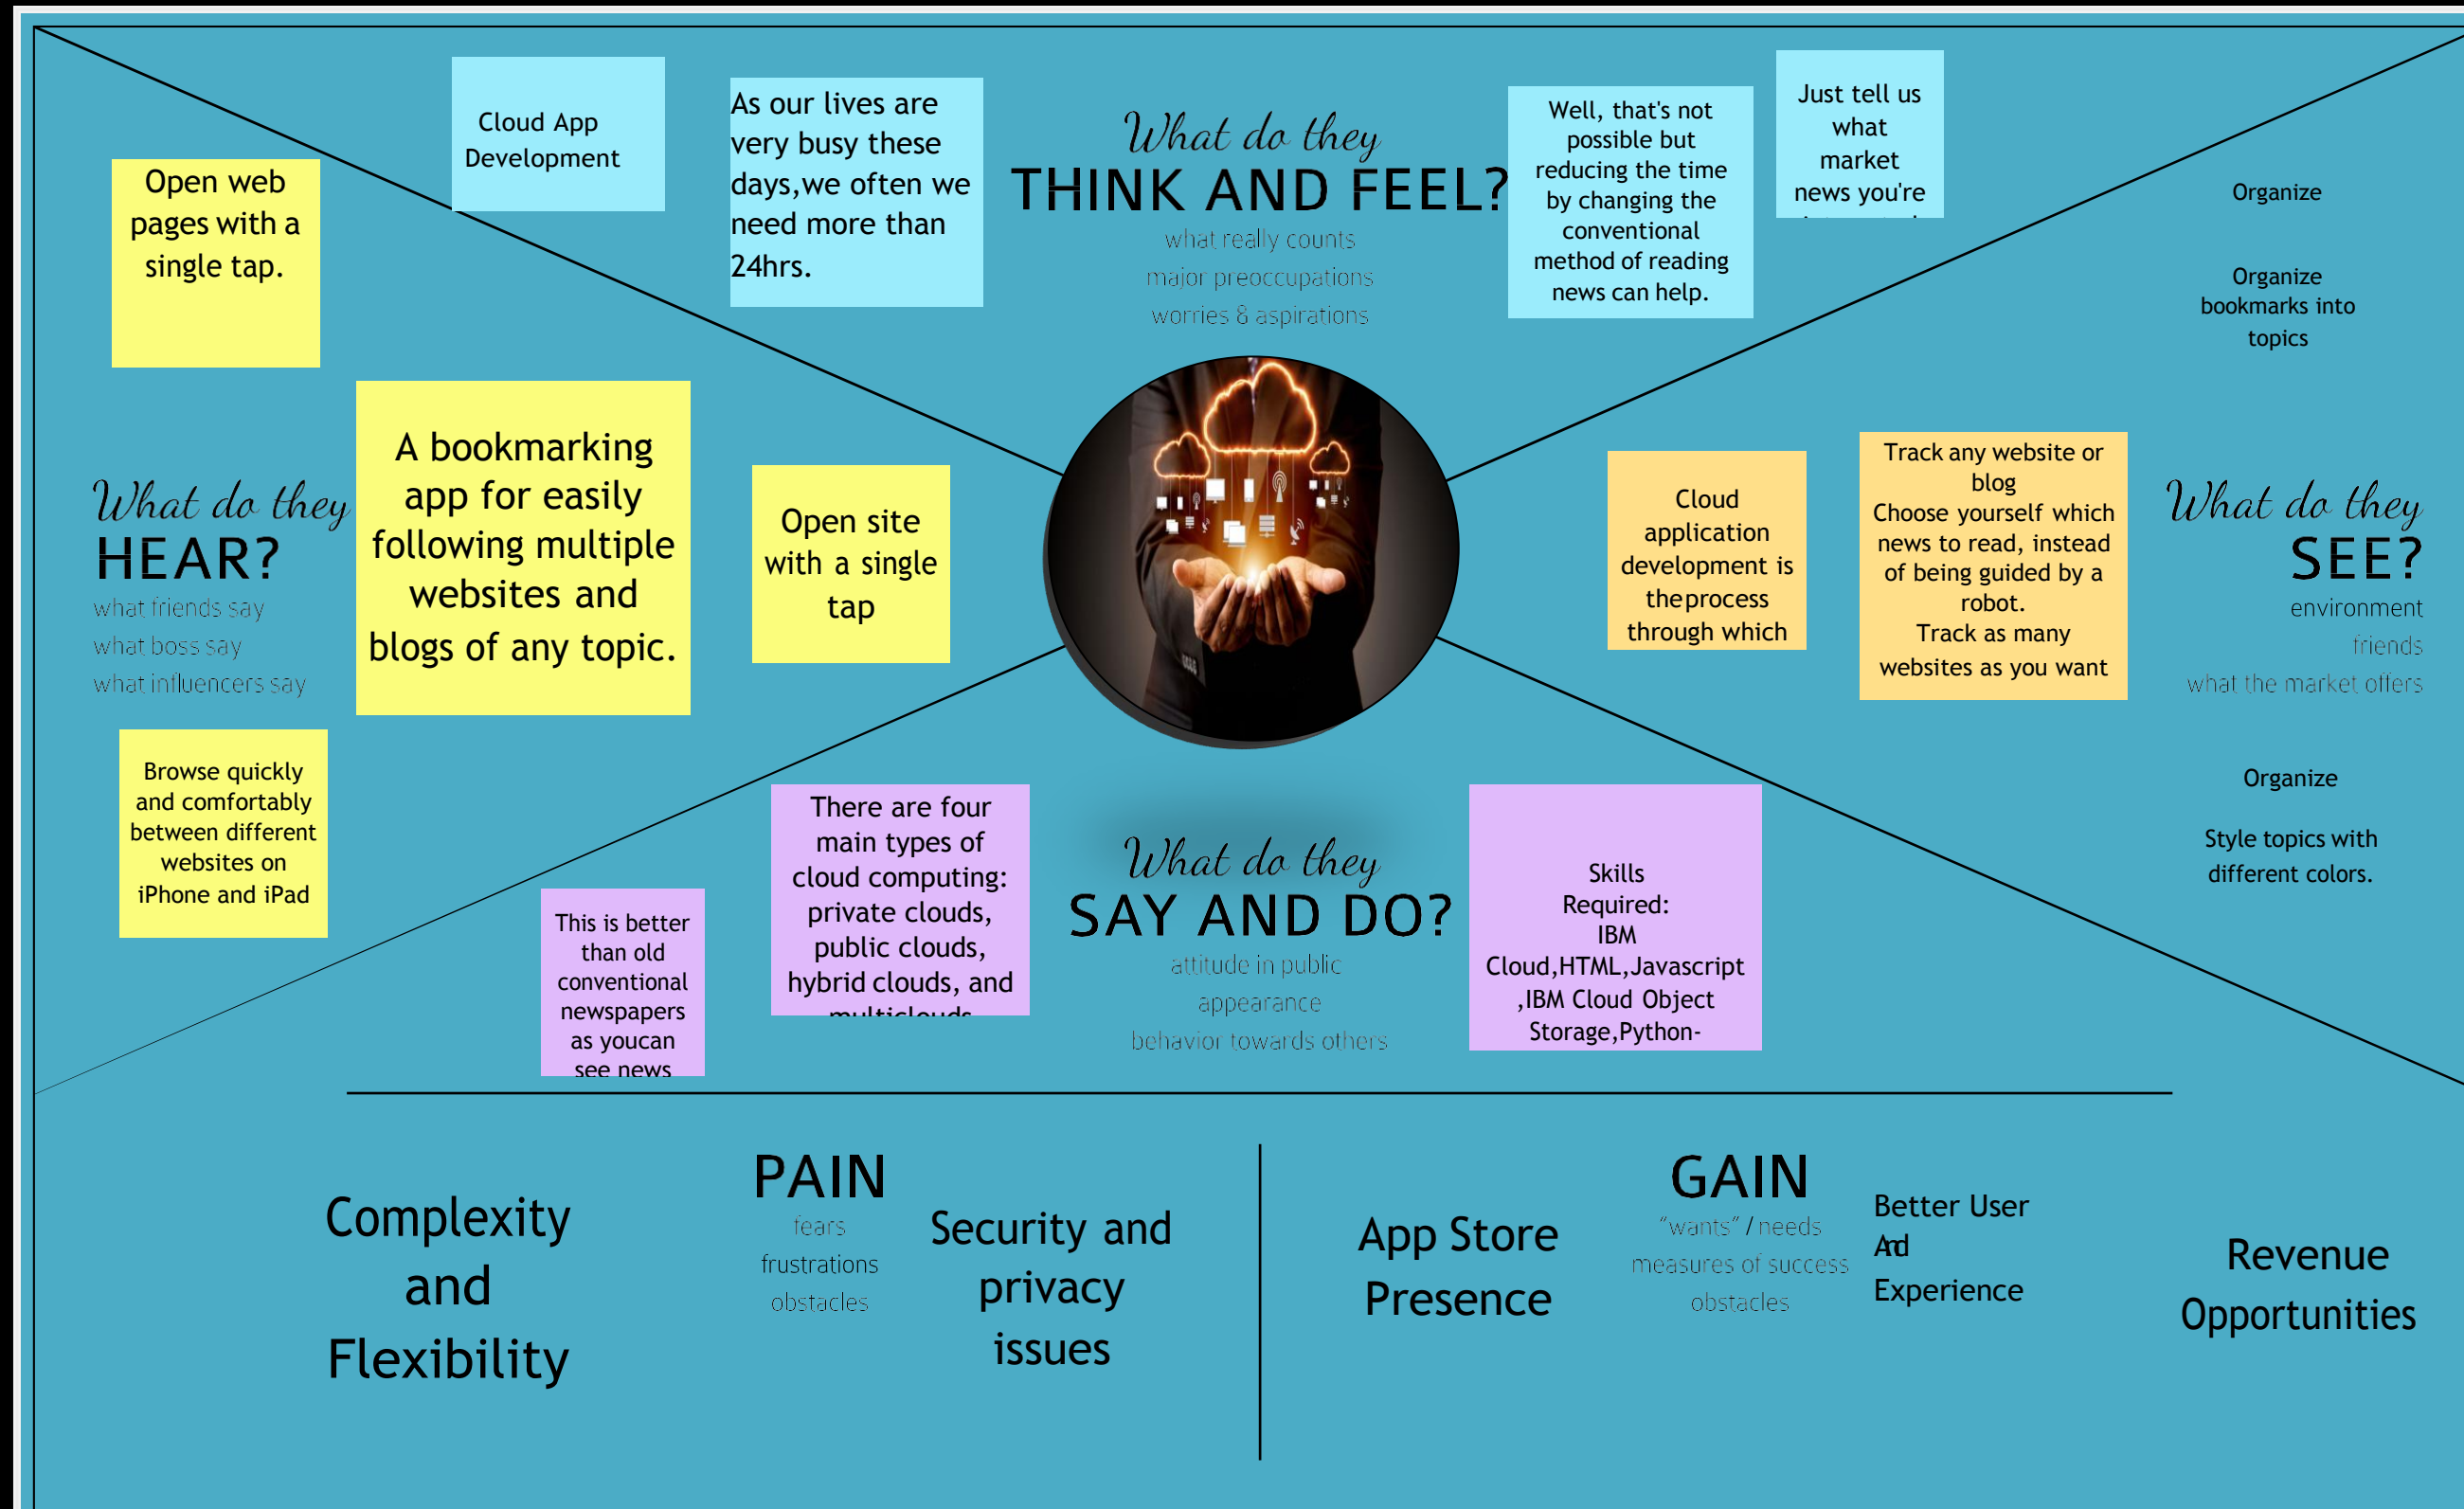 Cloud App
Development
As our lives are
very busy these
days,we often we
need more than
24hrs.
What do they
THINK AND FEEL?
what really counts
major preoccupations
worries & aspirations
Well, that's not
possible but
reducing the time
by changing the
conventional
method of reading
news can help.
Just tell us
what
market
news you're
Open web
pages with a
single tap.
What do they
HEAR?
what friends say
what boss say
what influencers say
A bookmarking
app for easily
following multiple
websites and
blogs of any topic.
Open site
with a single
tap
Browse quickly
and comfortably
between different
websites on
iPhone and iPad
Organize
Organize
bookmarks into
topics
Cloud
application
development is
theprocess
through which
Track any website or
blog
Choose yourself which
news to read, instead
of being guided by a
robot.
Track as many
websites as you want
What do they
SEE?
environment
friends
what the market offers
Organize
Style topics with
different colors.
This is better
than old
conventional
newspapers
as youcan
see news
There are four
main types of
cloud computing:
private clouds,
public clouds,
hybrid clouds, and
multiclouds
What do they
SAY AND DO?
attitude in public
appearance
behavior towards others
Skills
Required:
IBM
Cloud,HTML,Javascript
,IBM Cloud Object
Storage,Python-
PAIN
fears
frustrations
obstacles
Complexity
and
Flexibility
Security and
privacy
issues
GAIN
"wants" / needs
measures of success
obstacles
App Store
Presence
Better User
And
Experience
Revenue
Opportunities